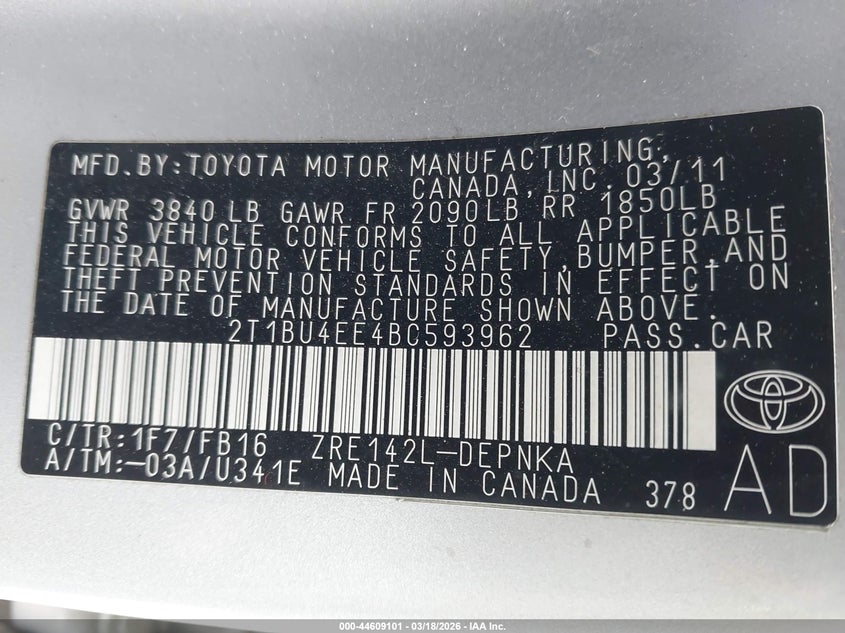 MFD.BY:TOYOTA MOTOR MANUFACTURING,
CANADA, INC. 03/11
GVWR 3840 LB GAWR FR 2090LB RR 1850LB
THIS VEHICLE CONFORMS TO ALL APPLICABLE
FEDERAL MOTOR VEHICLE SAFETY,BUMPER,AND
THEFT PREVENTION STANDARDS IN EFFECT ON
THE DATE OF MANUFACTURE SHOWN ABOVE.
2T1BU4EE4BC593962 PASS.CAR
C/TR:1F7/FB16 ZRE142L-DEPNKA
A/TM:-03A/U341E MADE IN CANADA 378 AD
000-44609101 - 03/18/2026 - IAA Inc.